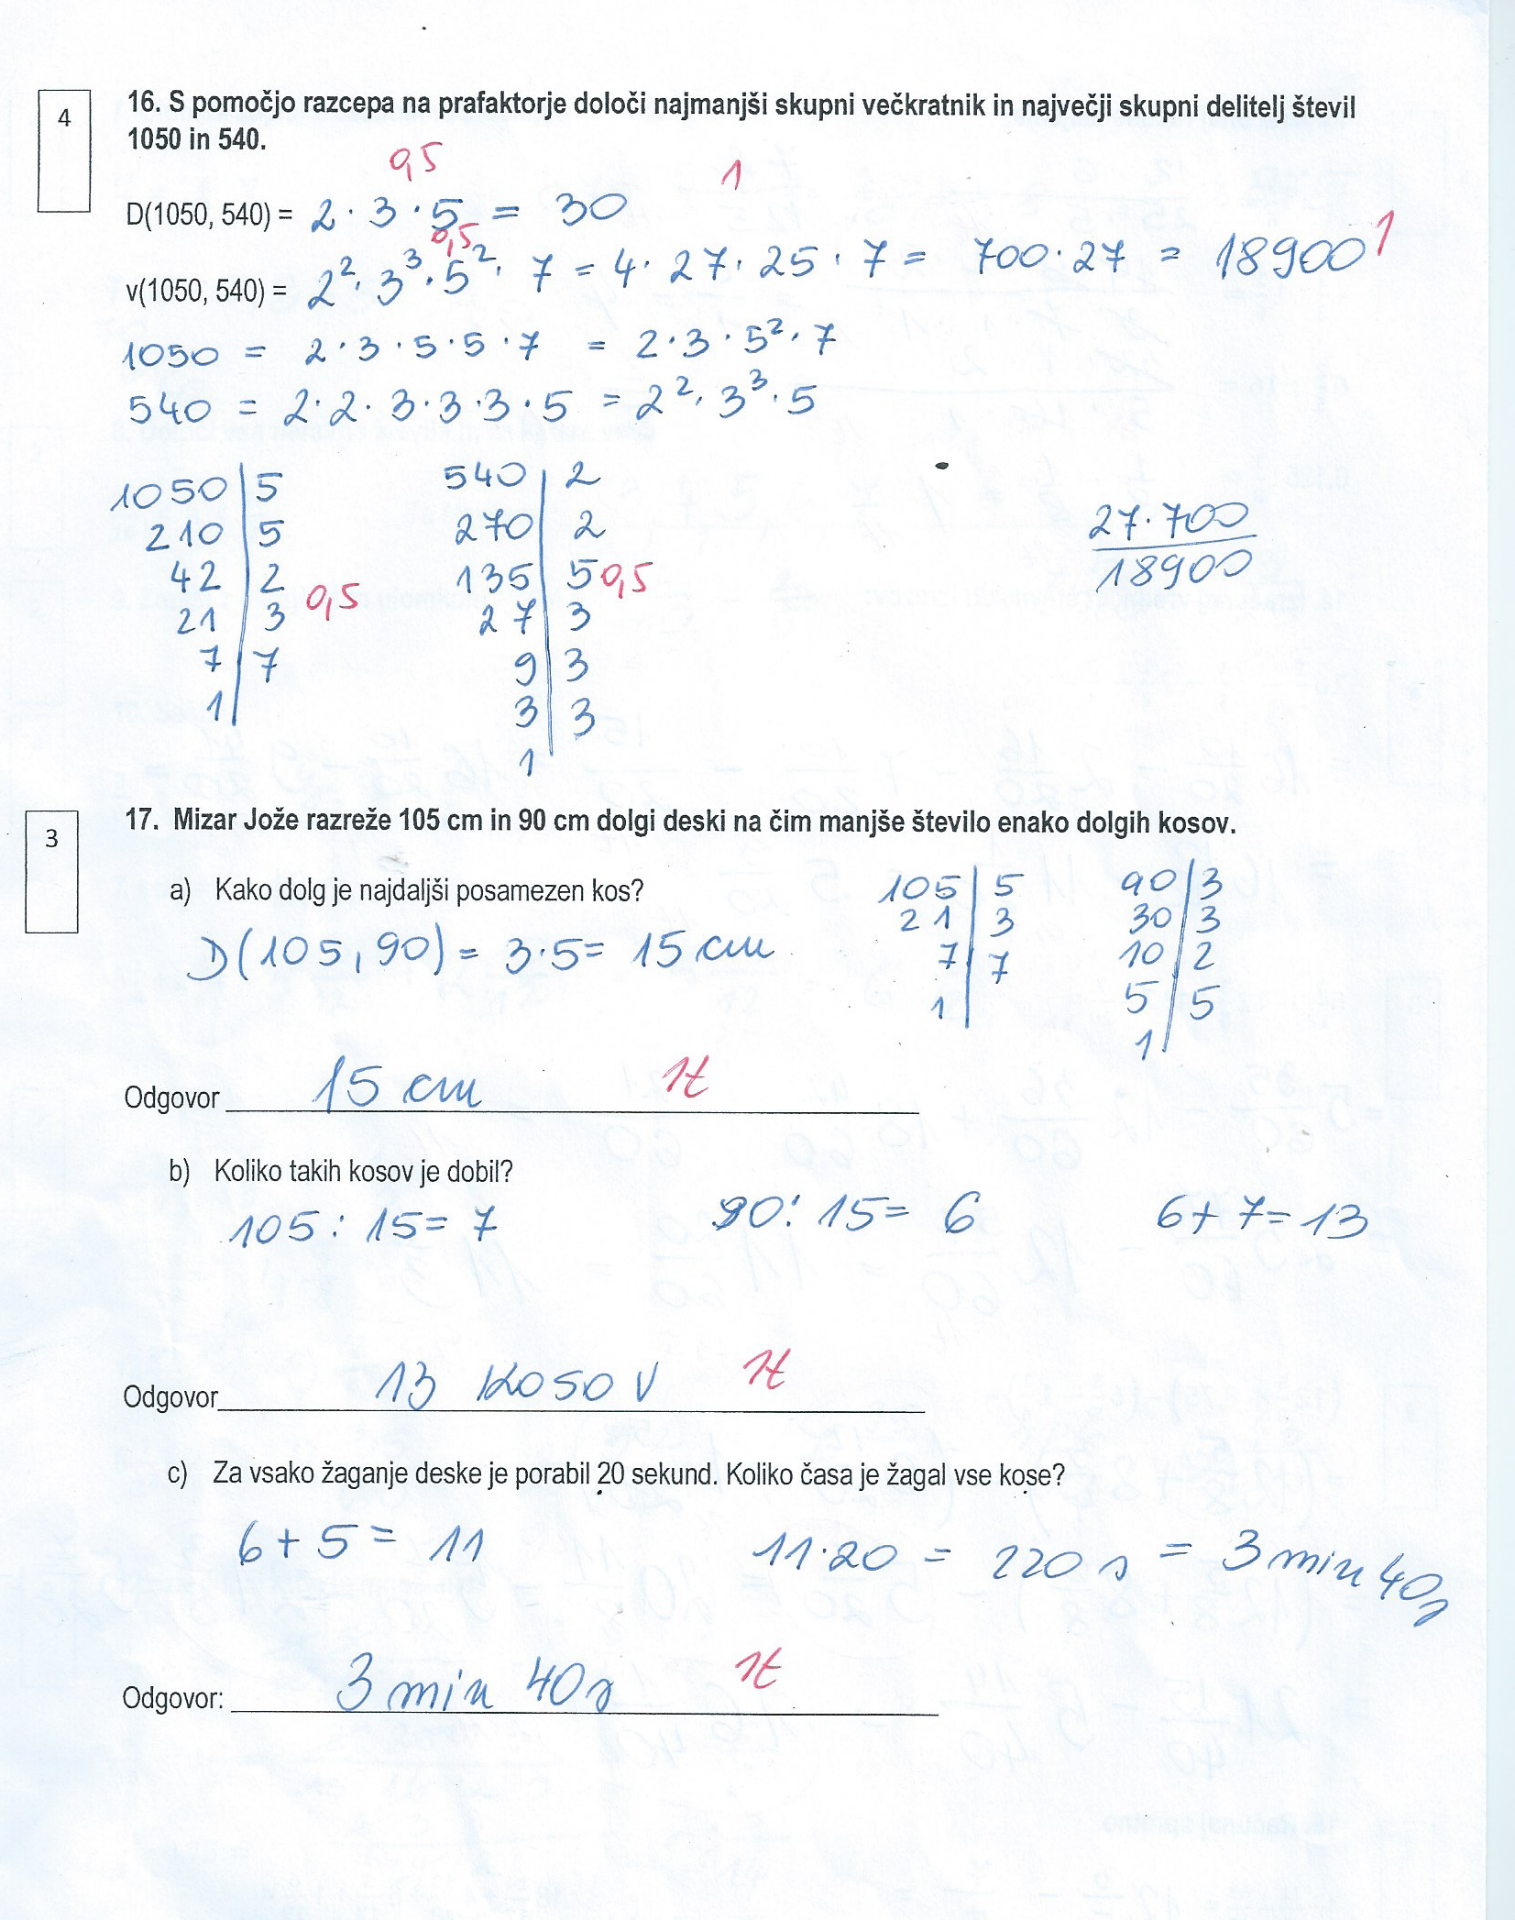 4
16. S pomočjo razcepa na prafaktorje določi najmanjši skupni večkratnik in največji skupni delitelj števil
1050 in 540.
0,5 1
D(1050, 540) = 2 · 3 · 5 = 30
0,5 1
v(1050, 540) = 2² · 3³ · 5² · 7 = 4 · 27 · 25 · 7 = 700 · 27 = 18900
1050 = 2 · 3 · 5 · 5 · 7 = 2 · 3 · 5² · 7
540 = 2 · 2 · 3 · 3 · 3 · 5 = 2² · 3³ · 5
1050 | 5 540 | 2
210 | 5 270 | 2 27 · 700
42 | 2 0,5 135 | 5 0,5 18900
21 | 3 27 | 3
7 | 7 9 | 3
1 | 3 | 3
1
3
17. Mizar Jože razreže 105 cm in 90 cm dolgi deski na čim manjše število enako dolgih kosov.
a) Kako dolg je najdaljši posamezen kos? 105 | 5 90 | 3
21 | 3 30 | 3
D(105, 90) = 3 · 5 = 15 cm 7 | 7 10 | 2
1 | 5 | 5
1
Odgovor 15 cm 1t
b) Koliko takih kosov je dobil?
105 : 15 = 7 90 : 15 = 6 6 + 7 = 13
Odgovor 13 kosov 1t
c) Za vsako žaganje deske je porabil 20 sekund. Koliko časa je žagal vse kose?
6 + 5 = 11 11 · 20 = 220 s = 3 min 40 s
Odgovor: 3 min 40 s 1t